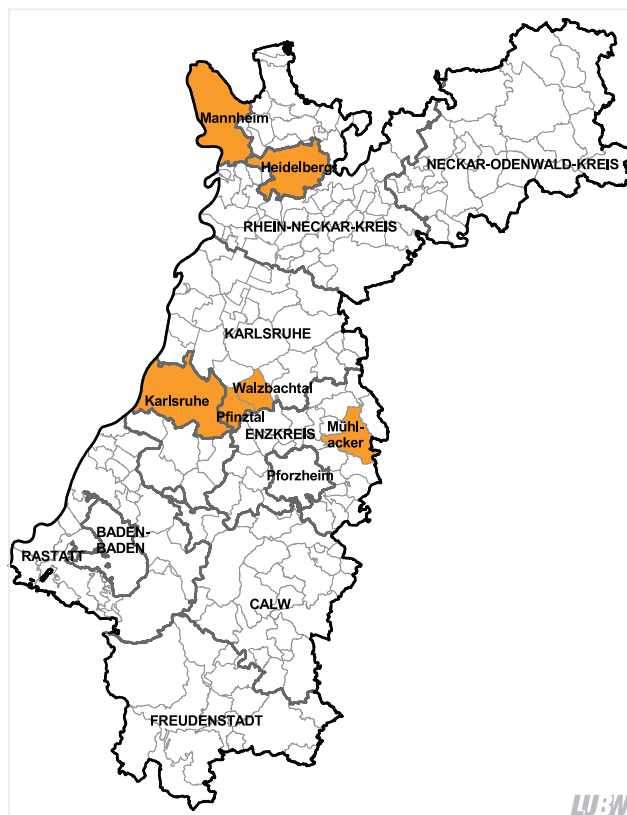 Mannheim
Heidelberg
NECKAR-ODENWALD-KREIS
RHEIN-NECKAR-KREIS
KARLSRUHE
Walzbachtal
Karlsruhe
Pfinztal
ENZKREIS
Mühl-
acker
Pforzheim
BADEN-
BADEN
RASTATT
CALW
FREUDENSTADT
LUBW